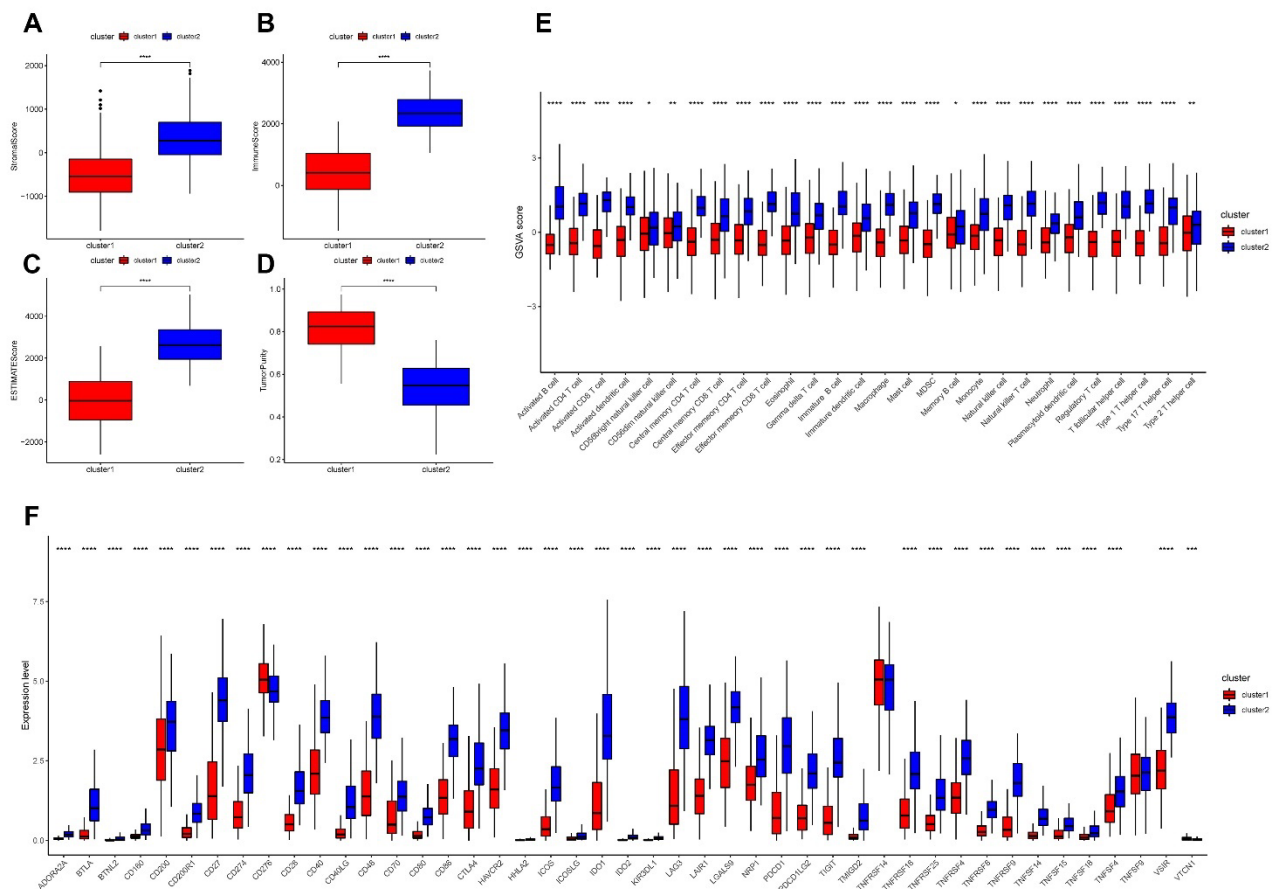 A
cluster cluster1 cluster2
****
StromalScore
2000
1000
0
−1000
cluster1 cluster2
B
cluster cluster1 cluster2
****
ImmuneScore
4000
2000
0
cluster1 cluster2
C
cluster cluster1 cluster2
****
ESTIMATEScore
4000
2000
0
−2000
cluster1 cluster2
D
cluster cluster1 cluster2
****
TumorPurity
1.0
0.8
0.6
0.4
0.2
cluster1 cluster2
E
**** **** **** **** * ** **** **** **** **** **** **** **** **** **** **** **** * **** **** **** **** **** **** **** **** **** **
GSVA score
3
0
−3
Activated B cell
Activated CD4 T cell
Activated CD8 T cell
Activated dendritic cell
CD56bright natural killer cell
CD56dim natural killer cell
Central memory CD4 T cell
Central memory CD8 T cell
Effector memory CD4 T cell
Effector memory CD8 T cell
Eosinophil
Gamma delta T cell
Immature B cell
Immature dendritic cell
Macrophage
Mast cell
MDSC
Memory B cell
Monocyte
Natural killer cell
Natural killer T cell
Neutrophil
Plasmacytoid dendritic cell
Regulatory T cell
T follicular helper cell
Type 1 T helper cell
Type 17 T helper cell
Type 2 T helper cell
cluster
cluster1
cluster2
F
**** **** **** **** **** **** **** **** **** **** **** **** **** **** **** **** **** **** **** **** **** **** **** **** **** **** **** **** **** **** **** **** **** **** **** **** **** **** **** **** **** **** ***
Expression level
7.5
5.0
2.5
0.0
ADORA2A
BTLA
BTNL2
CD160
CD200
CD200R1
CD27
CD274
CD276
CD28
CD40
CD40LG
CD48
CD70
CD80
CD86
CTLA4
HAVCR2
HHLA2
ICOS
ICOSLG
IDO1
IDO2
KIR3DL1
LAG3
LAIR1
LGALS9
NRP1
PDCD1
PDCD1LG2
TIGIT
TMIGD2
TNFRSF14
TNFRSF18
TNFRSF25
TNFRSF4
TNFRSF8
TNFRSF9
TNFSF14
TNFSF15
TNFSF18
TNFSF4
TNFSF9
VSIR
VTCN1
cluster
cluster1
cluster2